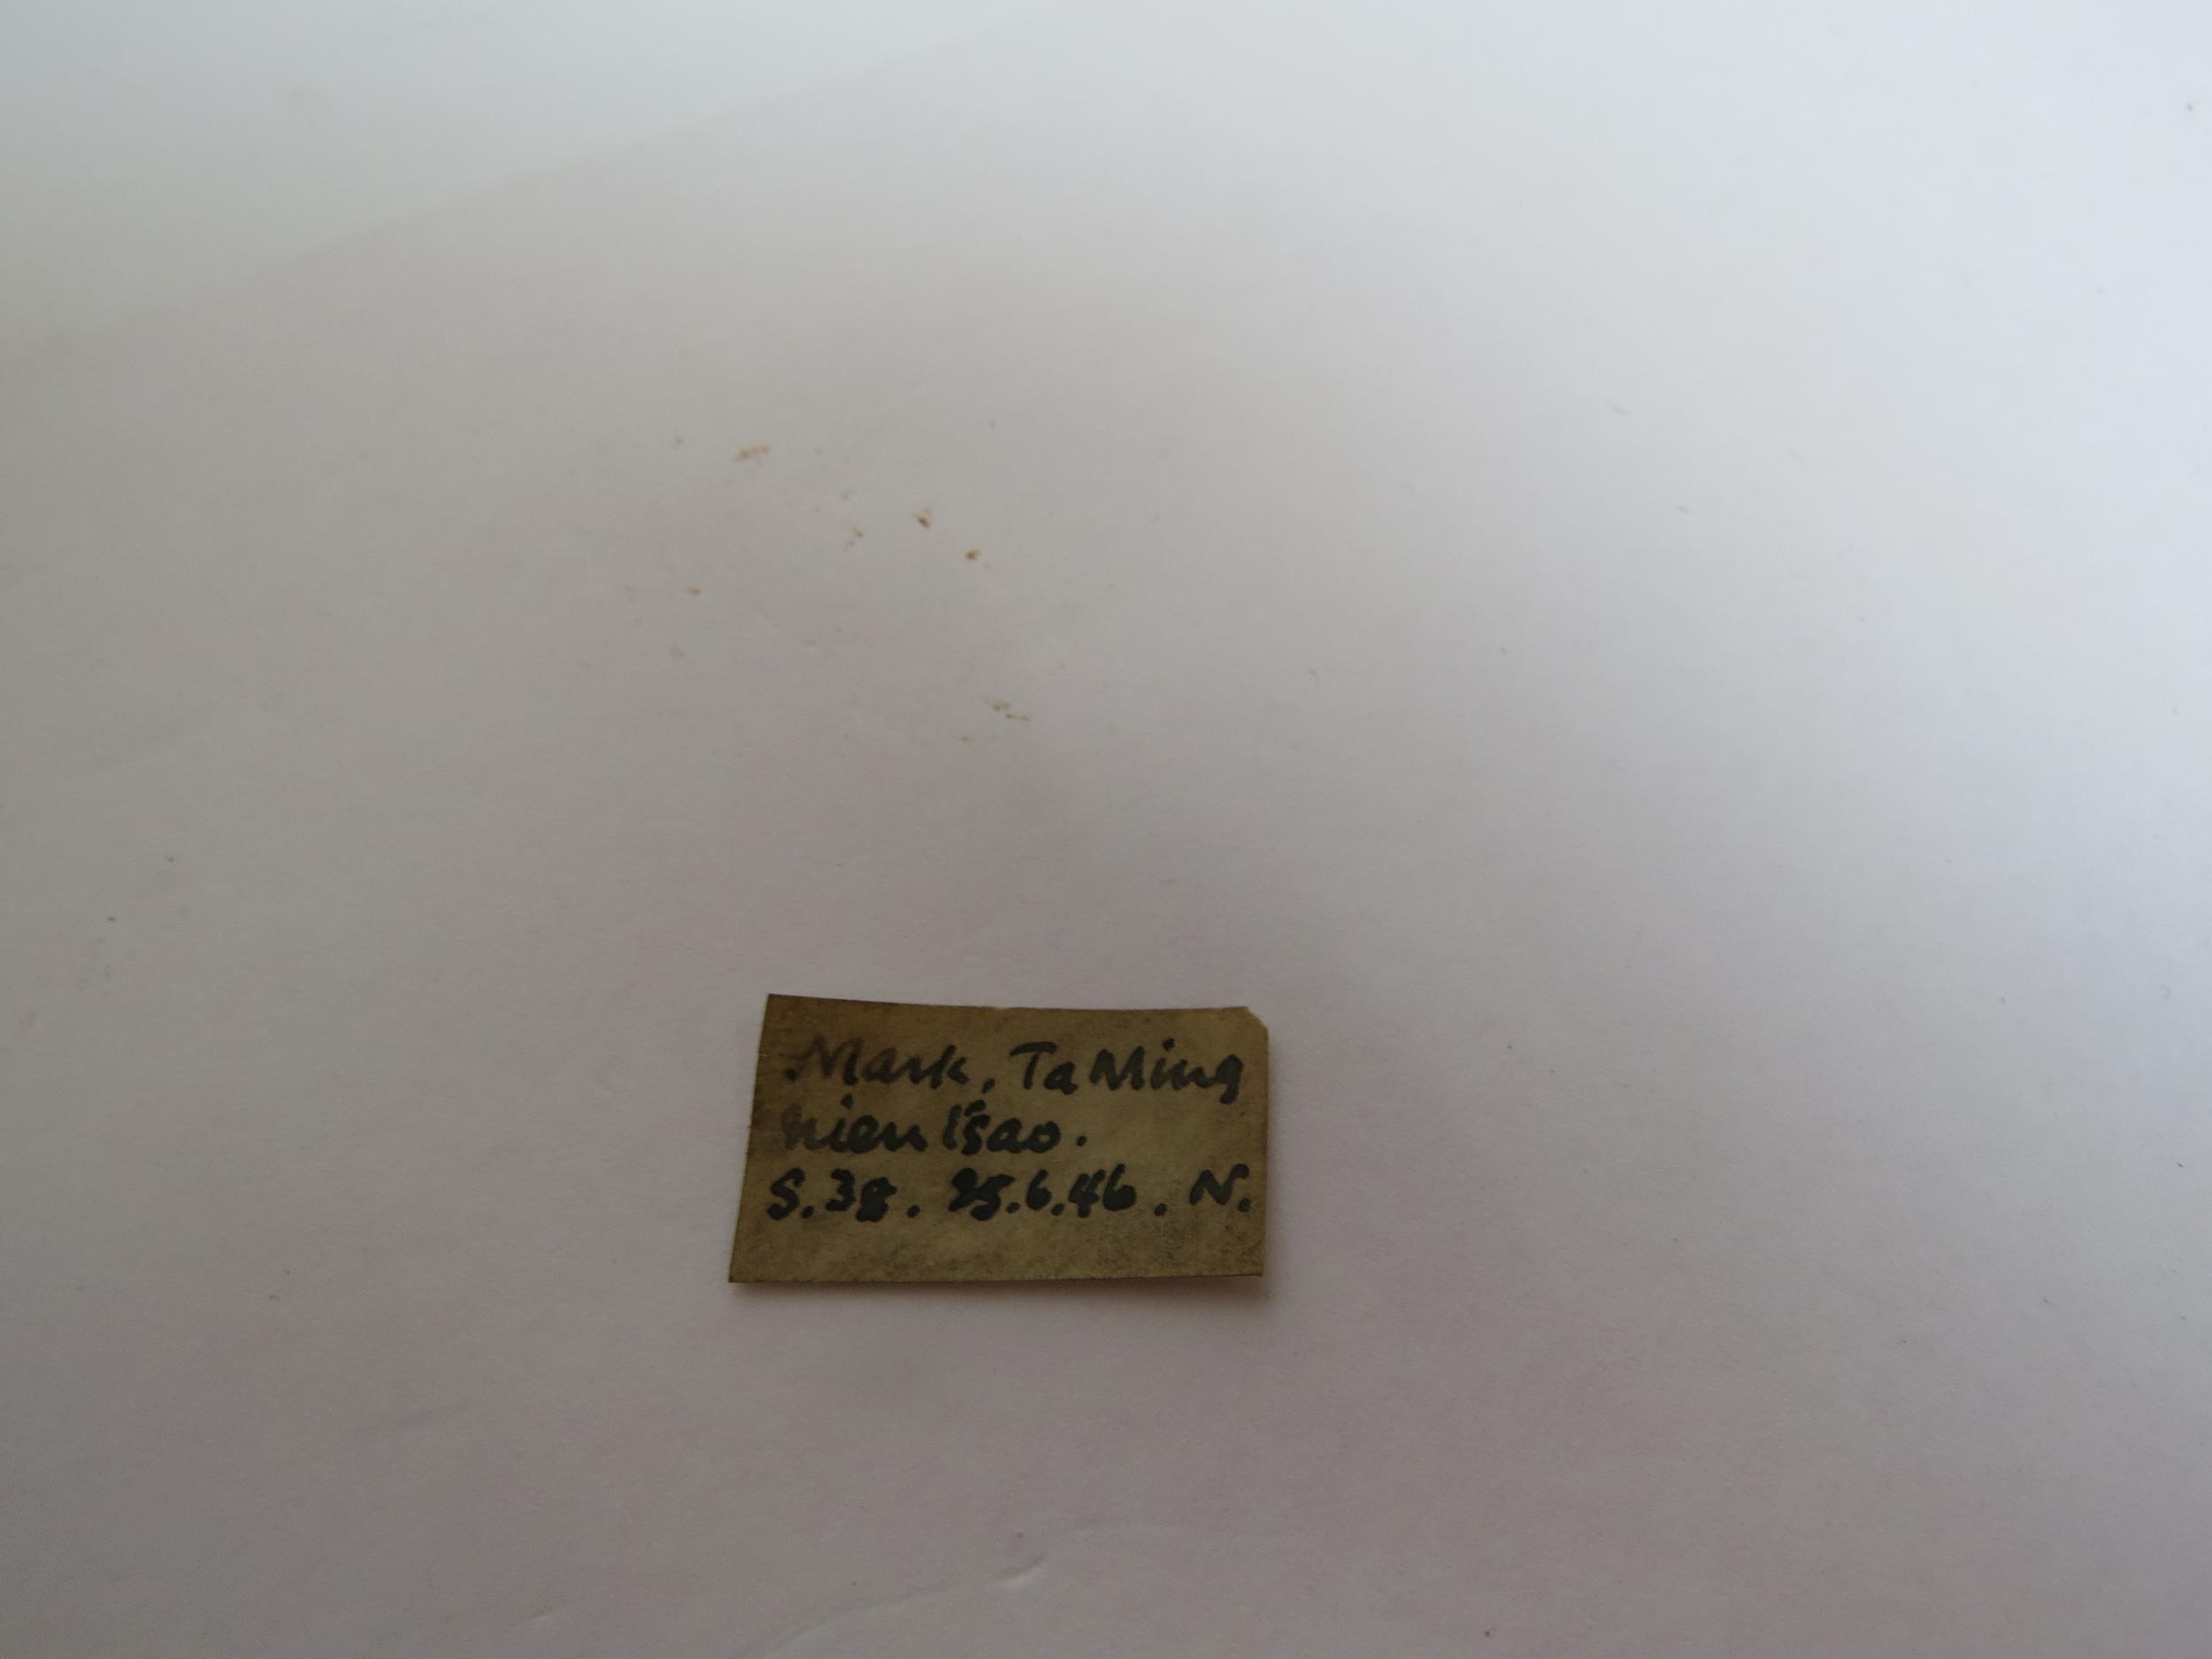 Mark, Ta Ming
nien Tsao.
S.38. 25.6.46. N.